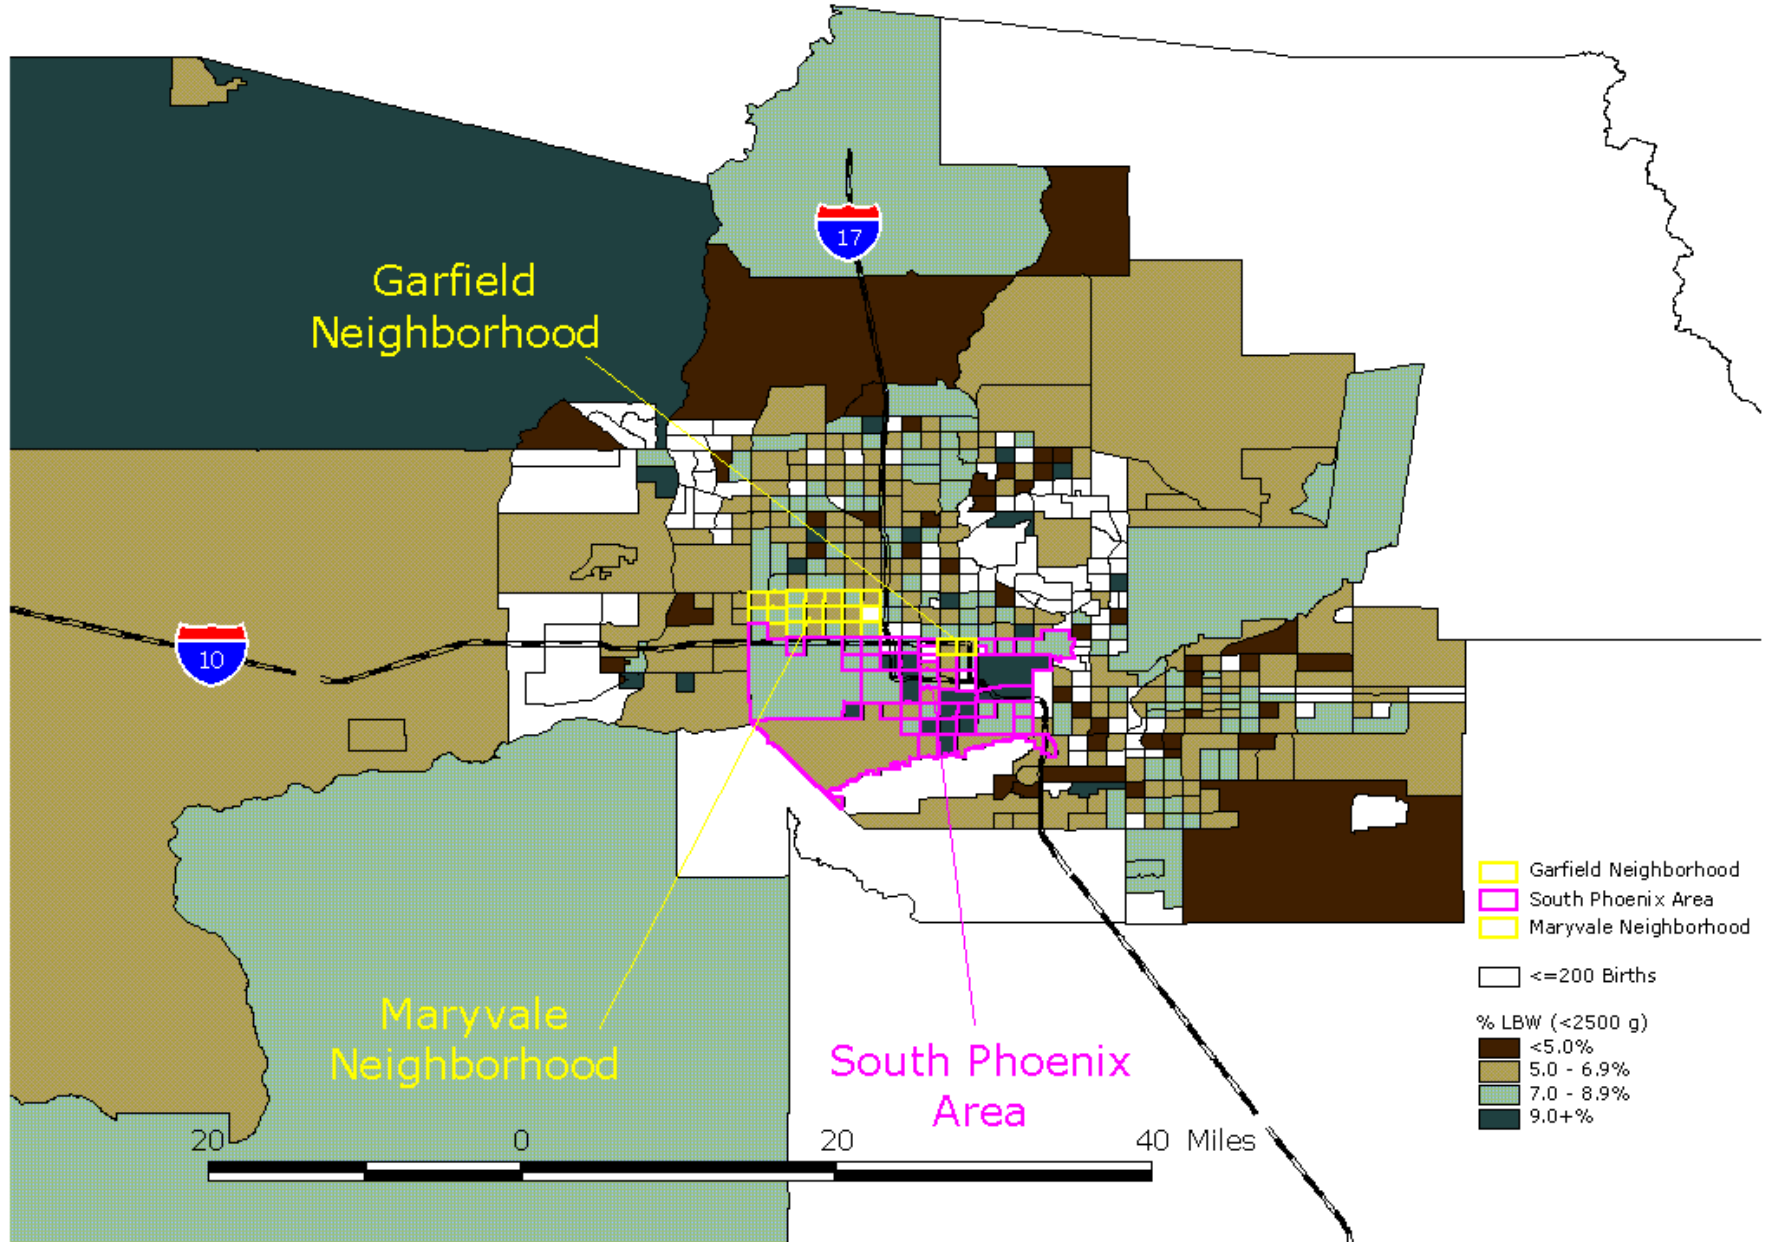 17
Garfield
Neighborhood
10
Garfield Neighborhood
South Phoenix Area
Maryvale Neighborhood
<=200 Births
% LBW (<2500 g)
<5.0%
5.0 - 6.9%
7.0 - 8.9%
9.0+%
Maryvale
Neighborhood
South Phoenix
Area
20 0 20 40 Miles